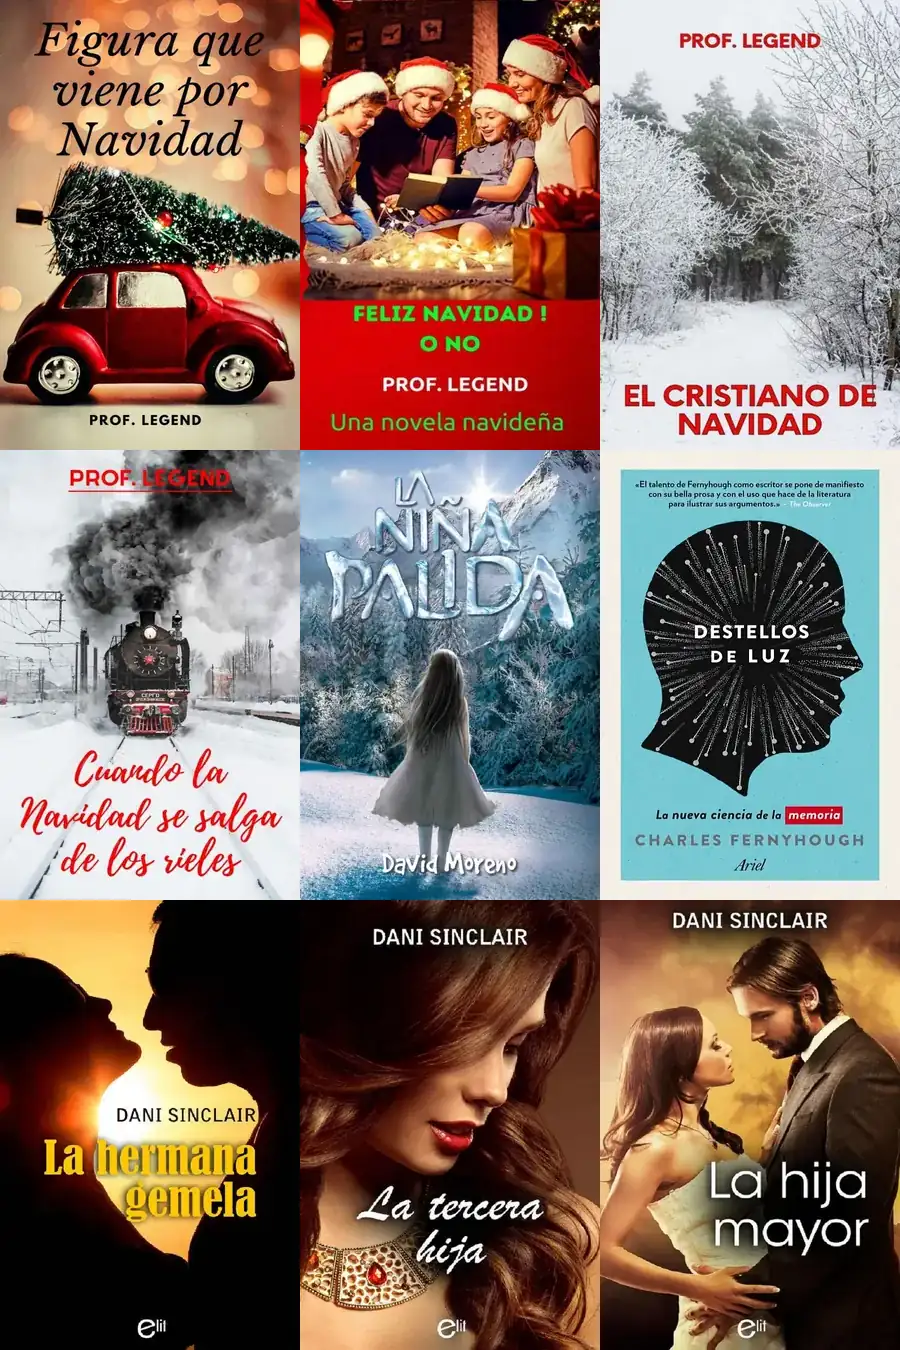 Figura que
viene por
Navidad
PROF. LEGEND
FELIZ NAVIDAD !
O NO
PROF. LEGEND
Una novela navideña
PROF. LEGEND
EL CRISTIANO DE
NAVIDAD
PROF. LEGEND
Cuando la
Navidad se salga
de los rieles
LA
NIÑA
PALIDA
David Moreno
«El talento de Fernyhough como escritor se pone de manifiesto
con su bella prosa y con el uso que hace de la literatura
para ilustrar sus argumentos.» - The Observer
DESTELLOS
DE LUZ
La nueva ciencia de la memoria
CHARLES FERNYHOUGH
Ariel
DANI SINCLAIR
La hermana
gemela
elit
DANI SINCLAIR
La tercera
hija
elit
DANI SINCLAIR
La hija
mayor
elit